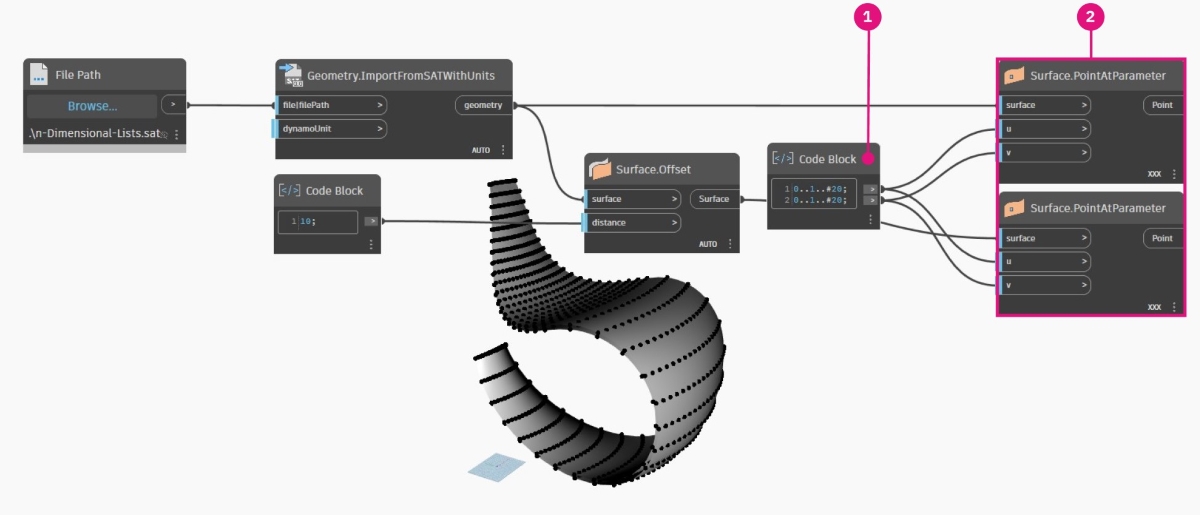 1
2
File Path
Browse...
>
.\n-Dimensional-Lists.sat
Geometry.ImportFromSATWithUnits
file|filePath >
geometry
dynamoUnit >
AUTO
Code Block
1 10;
>
Surface.Offset
surface >
Surface
distance >
AUTO
Code Block
1 0..1..#20; >
2 0..1..#20; >
Surface.PointAtParameter
surface >
Point
u >
v >
XXX
Surface.PointAtParameter
surface >
Point
u >
v >
XXX